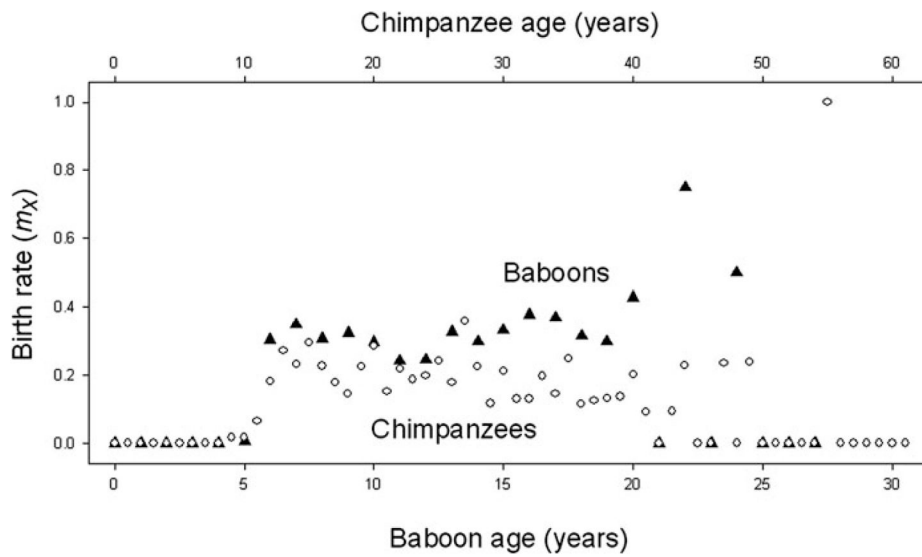 Chimpanzee age (years)
0 10 20 30 40 50 60
1.0
0.8
0.6
0.4
0.2
0.0
Birth rate (mx)
Baboons
Chimpanzees
0 5 10 15 20 25 30
Baboon age (years)